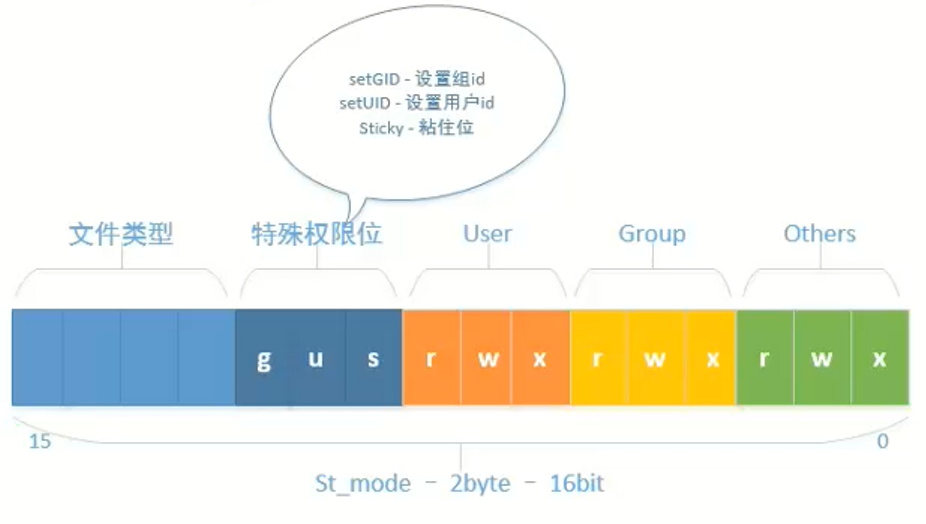 setGID - 设置组id
setUID - 设置用户id
Sticky - 粘住位
文件类型 特殊权限位 User Group Others
g u s r w x r w x r w x
15 0
St_mode - 2byte - 16bit